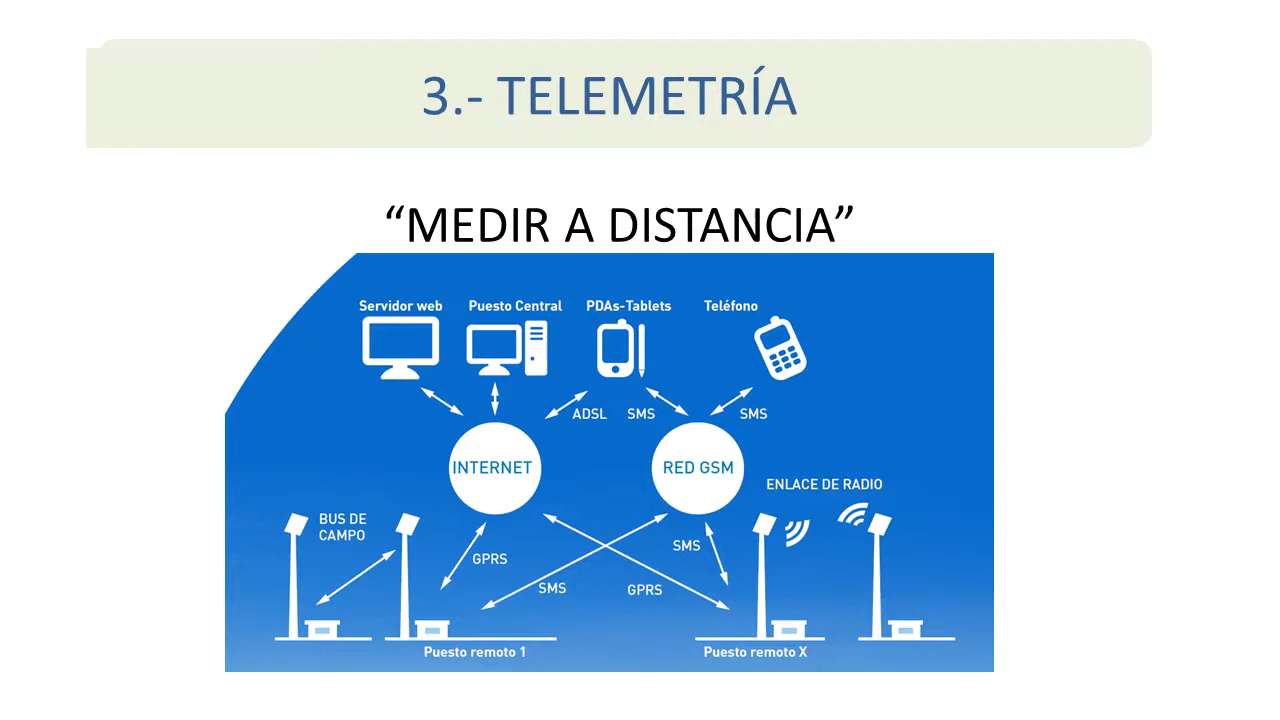 3.- TELEMETRÍA
“MEDIR A DISTANCIA”
Servidor web
Puesto Central
PDAs-Tablets
Teléfono
ADSL
SMS
SMS
INTERNET
RED GSM
ENLACE DE RADIO
BUS DE
CAMPO
GPRS
SMS
SMS
GPRS
Puesto remoto 1
Puesto remoto X